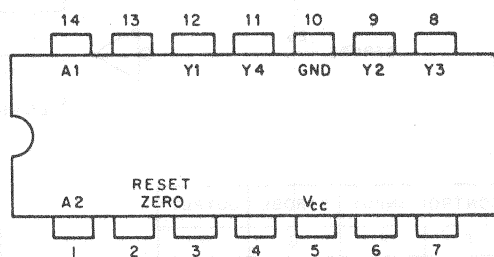 14 13 12 11 10 9 8
A1 Y1 Y4 GND Y2 Y3
RESET
A2 ZERO Vcc
1 2 3 4 5 6 7